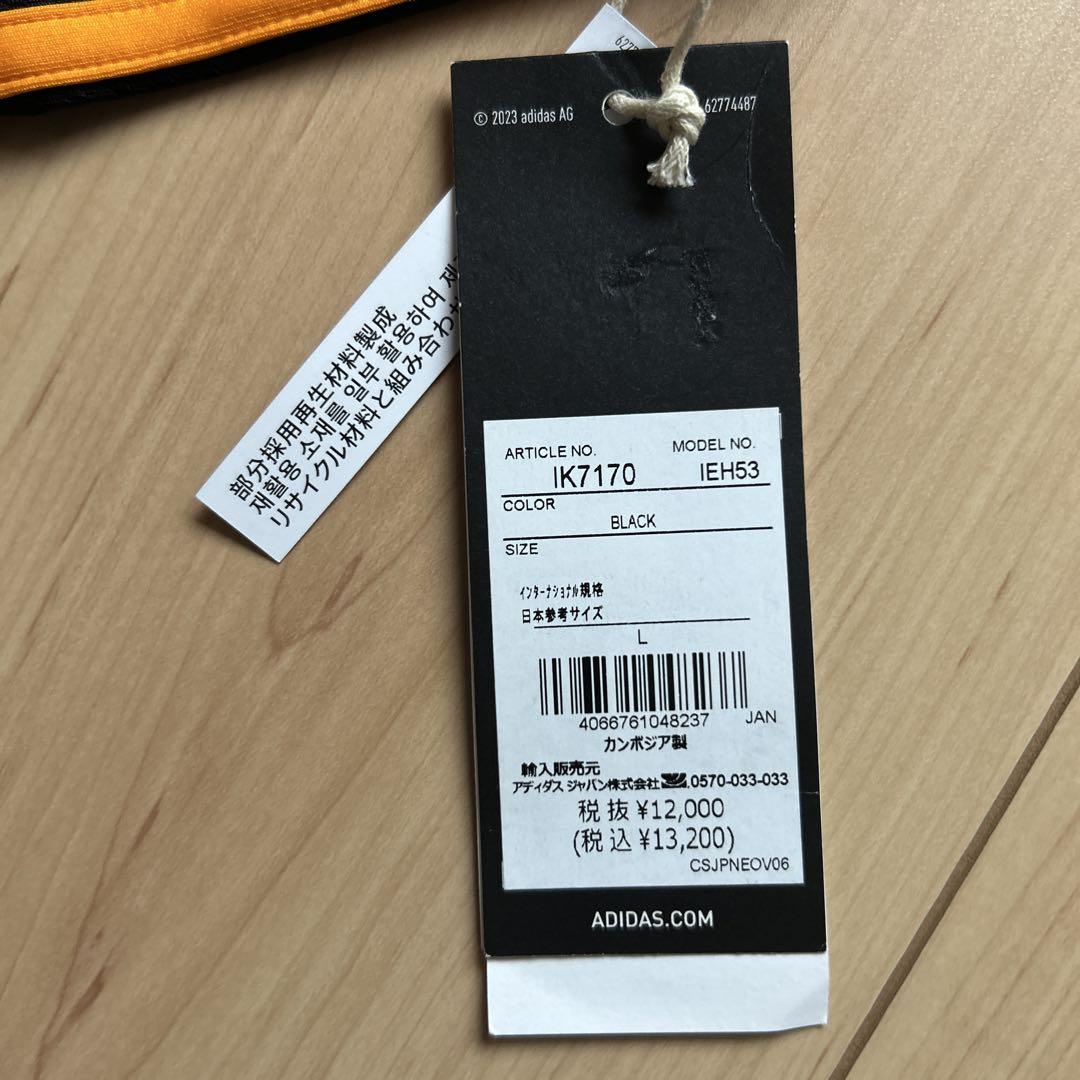 6277
© 2023 adidas AG
62774487
部分採用再生材料製成
재활용 소재를 일부 활용하여 제
リサイクル材料と組み合わせ
ARTICLE NO.
MODEL NO.
IK7170
IEH53
COLOR
BLACK
SIZE
インターナショナル規格
日本参考サイズ
L
4066761048237
JAN
カンボジア製
輸入販売元
アディダス ジャパン株式会社 0570-033-033
税抜 ¥12,000
(税込 ¥13,200)
CSJPNEOV06
ADIDAS.COM